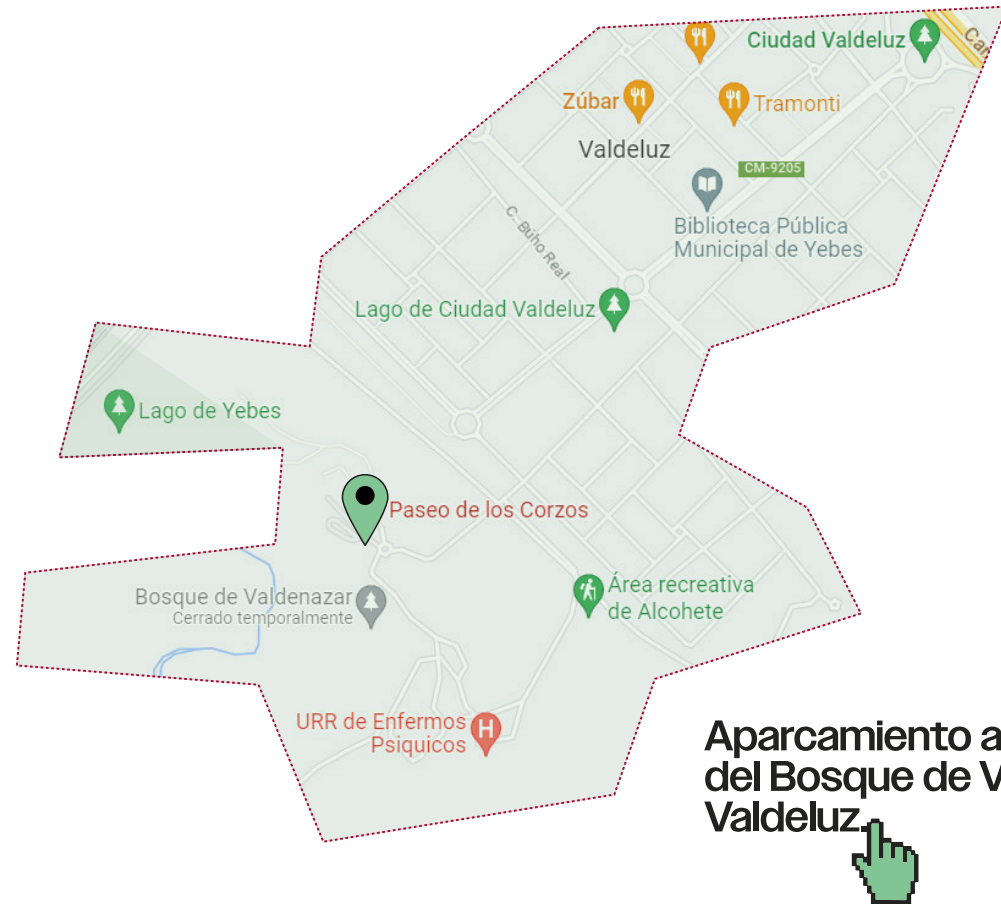 Ciudad Valdeluz
Zúbar
Tramonti
Valdeluz
CM-9205
Biblioteca Pública
Municipal de Yebes
C. Búho Real
Lago de Ciudad Valdeluz
Lago de Yebes
Paseo de los Corzos
Bosque de Valdenazar
Cerrado temporalmente
Área recreativa
de Alcohete
URR de Enfermos
Psiquicos
H
Aparcamiento a
del Bosque de V
Valdeluz.